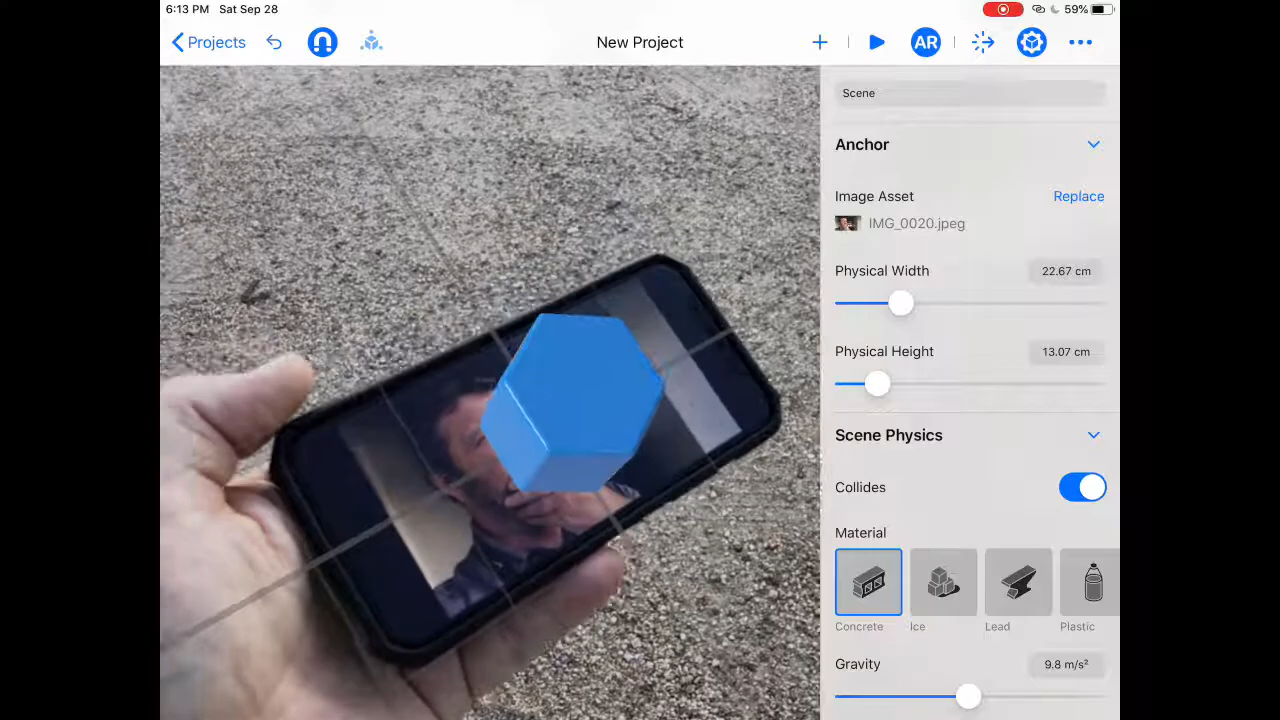 6:13 PM Sat Sep 28
59%
Projects
New Project
AR
Scene
Anchor
Image Asset
Replace
IMG_0020.jpeg
Physical Width
22.67 cm
Physical Height
13.07 cm
Scene Physics
Collides
Material
Concrete
Ice
Lead
Plastic
Gravity
9.8 m/s²